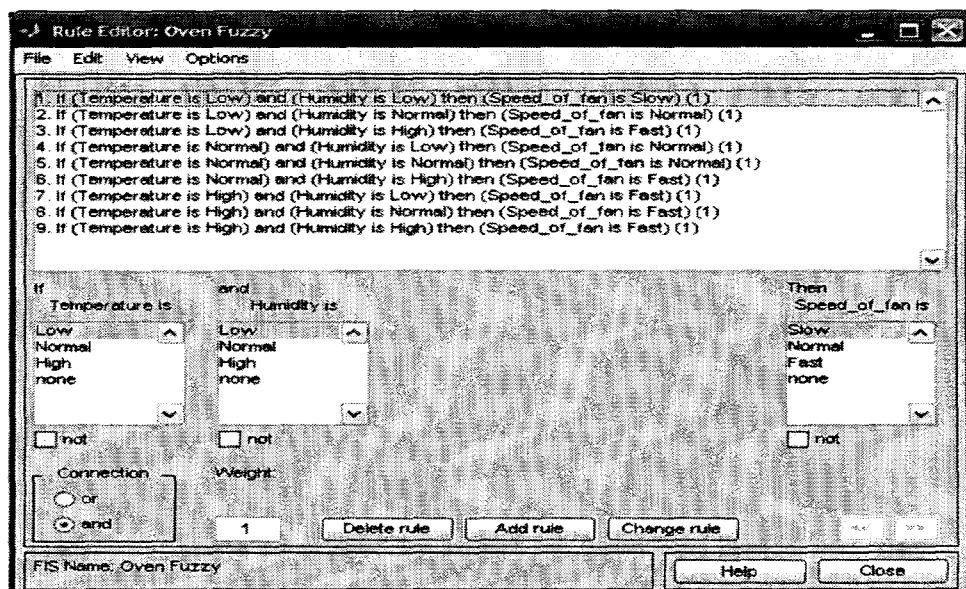 Rule Editor: Oven Fuzzy
File Edit View Options
1. If (Temperature is Low) and (Humidity is Low) then (Speed_of_fan is Slow) (1)
2. If (Temperature is Low) and (Humidity is Normal) then (Speed_of_fan is Normal) (1)
3. If (Temperature is Low) and (Humidity is High) then (Speed_of_fan is Fast) (1)
4. If (Temperature is Normal) and (Humidity is Low) then (Speed_of_fan is Normal) (1)
5. If (Temperature is Normal) and (Humidity is Normal) then (Speed_of_fan is Normal) (1)
6. If (Temperature is Normal) and (Humidity is High) then (Speed_of_fan is Fast) (1)
7. If (Temperature is High) and (Humidity is Low) then (Speed_of_fan is Fast) (1)
8. If (Temperature is High) and (Humidity is Normal) then (Speed_of_fan is Fast) (1)
9. If (Temperature is High) and (Humidity is High) then (Speed_of_fan is Fast) (1)
If and Then
Temperature is Humidity is Speed_of_fan is
Low Low Slow
Normal Normal Normal
High High Fast
none none none
not not not
Connection Weight:
or
and 1 Delete rule Add rule Change rule << >>
FIS Name: Oven Fuzzy Help Close